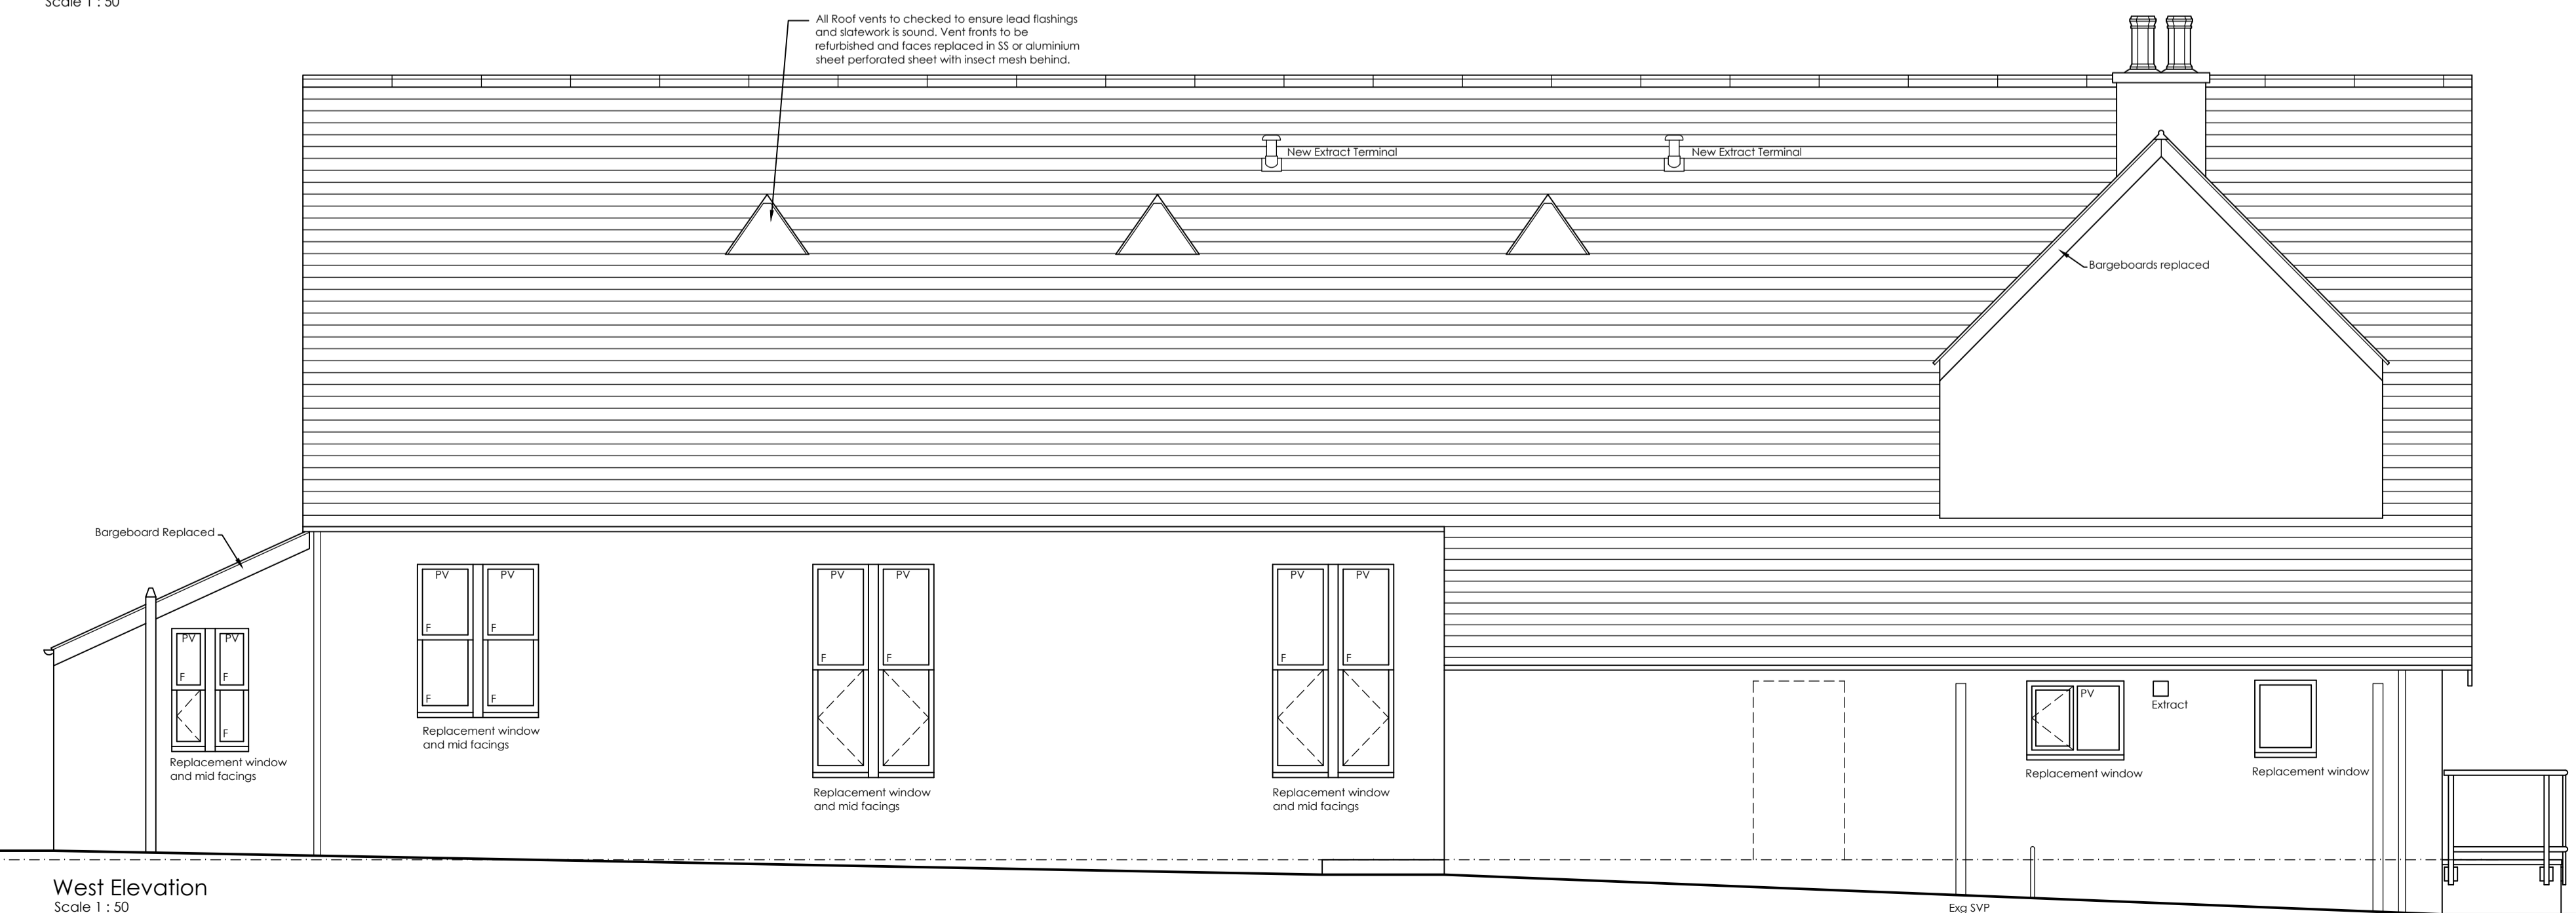 Scale 1 : 50
All Roof vents to checked to ensure lead flashings
and slatework is sound. Vent fronts to be
refurbished and faces replaced in SS or aluminium
sheet perforated sheet with insect mesh behind.
New Extract Terminal
New Extract Terminal
Bargeboards replaced
Bargeboard Replaced
PV
PV
PV
PV
PV
PV
F
F
PV
PV
F
F
F
F
F
F
F
F
F
PV
Extract
Replacement window
and mid facings
Replacement window
and mid facings
Replacement window
Replacement window
Replacement window
and mid facings
Replacement window
and mid facings
West Elevation
Scale 1 : 50
Exg SVP